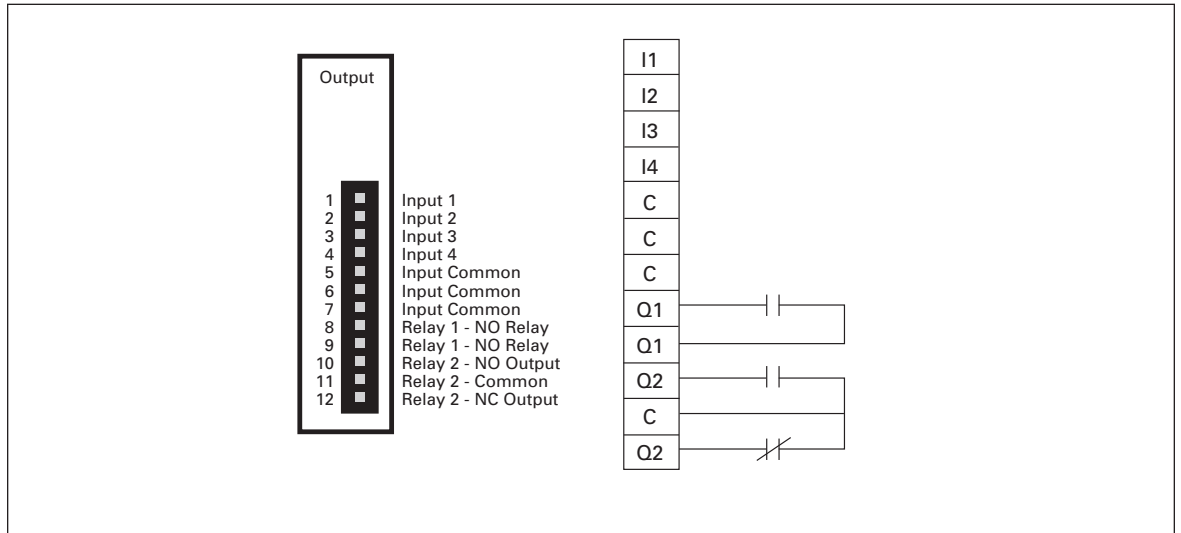 Output
1 Input 1
2 Input 2
3 Input 3
4 Input 4
5 Input Common
6 Input Common
7 Input Common
8 Relay 1 - NO Relay
9 Relay 1 - NO Relay
10 Relay 2 - NO Output
11 Relay 2 - Common
12 Relay 2 - NC Output
I1
I2
I3
I4
C
C
C
Q1
Q1
Q2
C
Q2